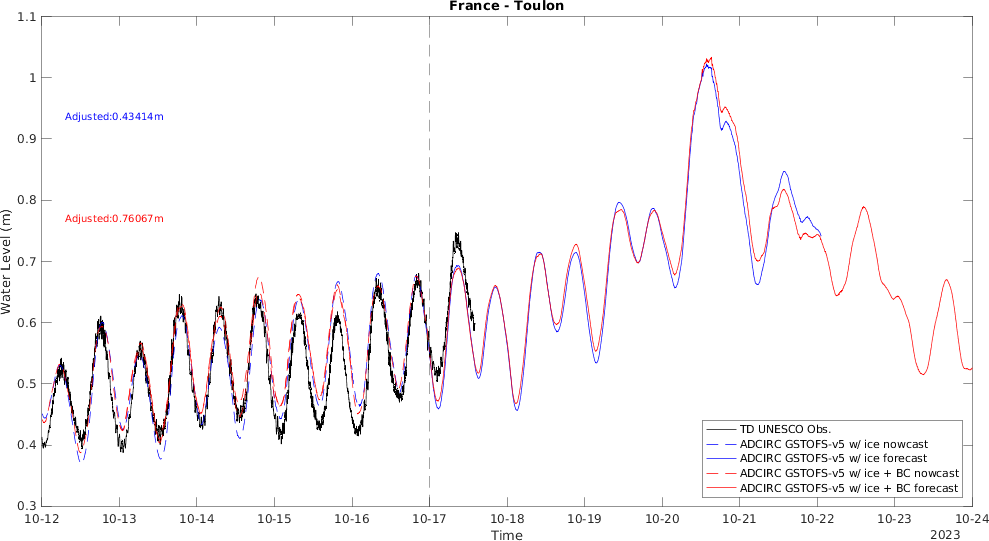 France - Toulon
1.1
1
0.9
0.8
0.7
0.6
0.5
0.4
0.3
Water Level (m)
Adjusted:0.43414m
Adjusted:0.76067m
TD UNESCO Obs.
ADCIRC GSTOFS-v5 w/ ice nowcast
ADCIRC GSTOFS-v5 w/ ice forecast
ADCIRC GSTOFS-v5 w/ ice + BC nowcast
ADCIRC GSTOFS-v5 w/ ice + BC forecast
10-12 10-13 10-14 10-15 10-16 10-17 10-18 10-19 10-20 10-21 10-22 10-23 10-24
Time
2023